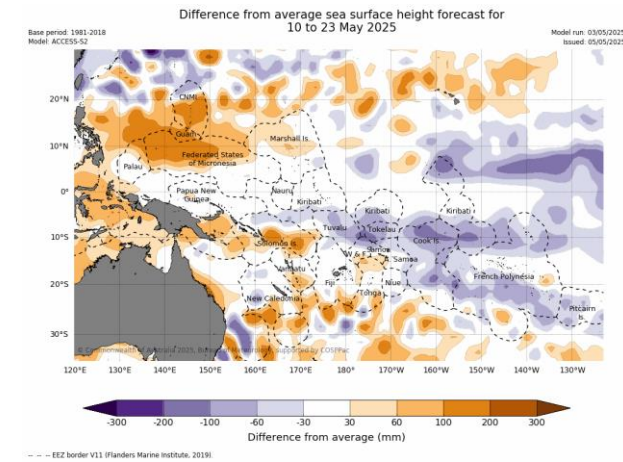 Difference from average sea surface height forecast for
10 to 23 May 2025
Base period: 1981-2018
Model: ACCESS-S2
Model run: 03/05/2025
Issued: 05/05/2025
20°N
10°N
0°
10°S
20°S
30°S
CNMI
Guam
Marshall Is.
Federated States
of Micronesia
Palau
Papua New
Guinea
Nauru
Kiribati
Kiribati
Kiribati
Tuvalu
Tokelau
Solomon Is.
Cook Is
Samoa
W & F
A. Samoa
Vanuatu
Fiji
Niue
French Polynesia
Tonga
New Caledonia
Pitcairn
Is.
© Commonwealth of Australia 2025, Bureau of Meteorology, supported by COSPPac
120°E 130°E 140°E 150°E 160°E 170°E 180° 170°W 160°W 150°W 140°W 130°W
-300 -200 -100 -60 -30 30 60 100 200 300
Difference from average (mm)
— — — EEZ border V11 (Flanders Marine Institute, 2019).